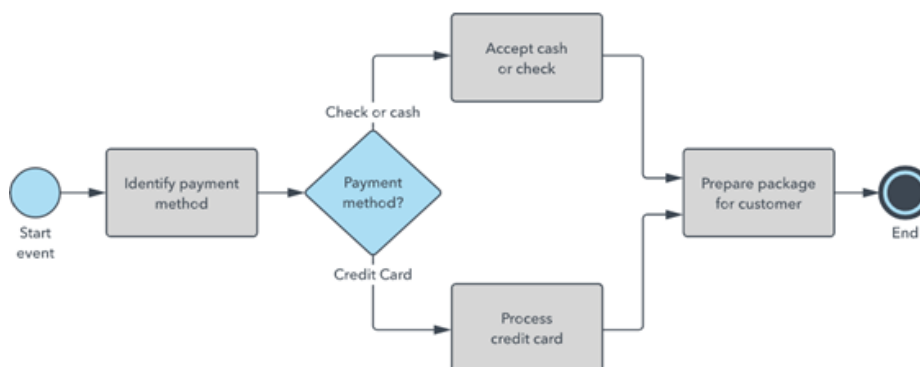 Accept cash
or check
Check or cash
Identify payment
method
Payment
method?
Prepare package
for customer
Start
event
End
Credit Card
Process
credit card